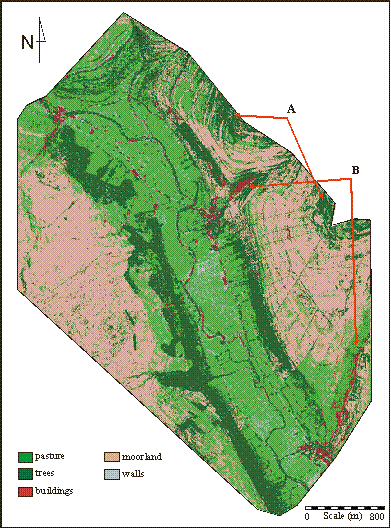 N
A
B
pasture
moorland
trees
walls
buildings
0 Scale (m) 800